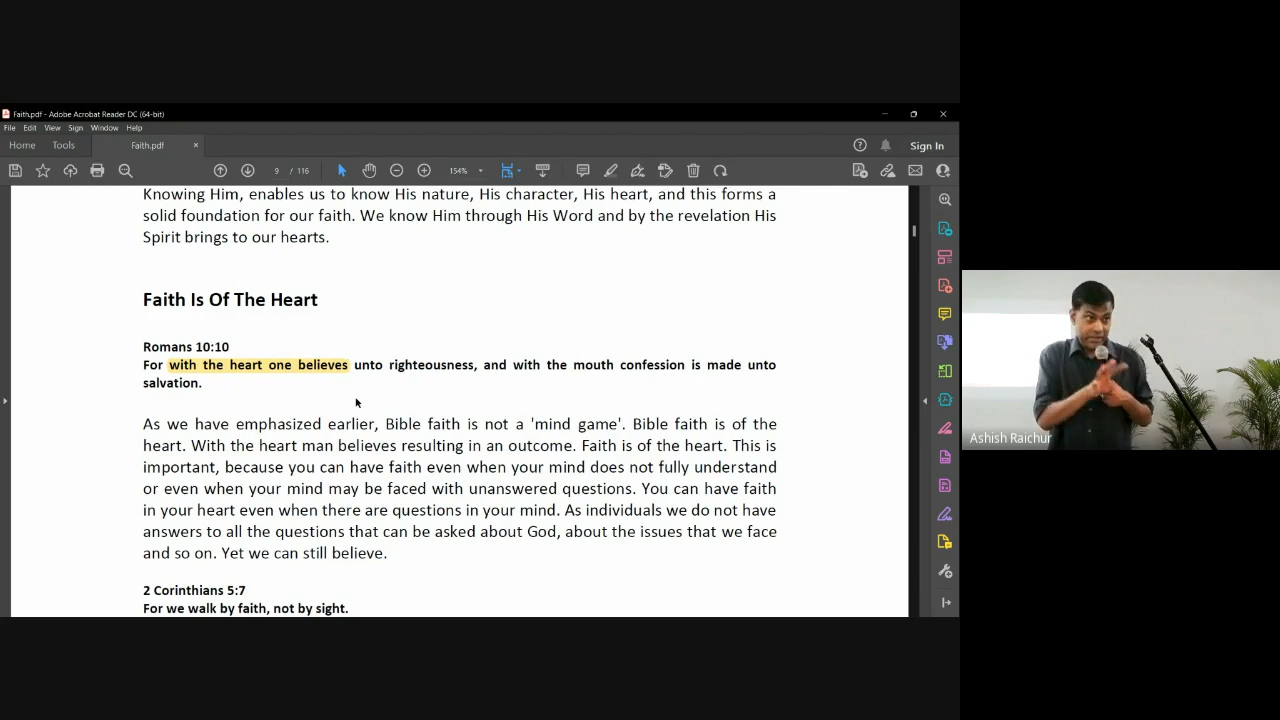 Faith.pdf - Adobe Acrobat Reader DC (64-bit)
File Edit View Sign Window Help
Home Tools Faith.pdf × Sign In
9 / 116 154%
Knowing Him, enables us to know His nature, His character, His heart, and this forms a
solid foundation for our faith. We know Him through His Word and by the revelation His
Spirit brings to our hearts.
Faith Is Of The Heart
Romans 10:10
For with the heart one believes unto righteousness, and with the mouth confession is made unto
salvation.
As we have emphasized earlier, Bible faith is not a 'mind game'. Bible faith is of the
heart. With the heart man believes resulting in an outcome. Faith is of the heart. This is
important, because you can have faith even when your mind does not fully understand
or even when your mind may be faced with unanswered questions. You can have faith
in your heart even when there are questions in your mind. As individuals we do not have
answers to all the questions that can be asked about God, about the issues that we face
and so on. Yet we can still believe.
2 Corinthians 5:7
For we walk by faith, not by sight.
Ashish Raichur